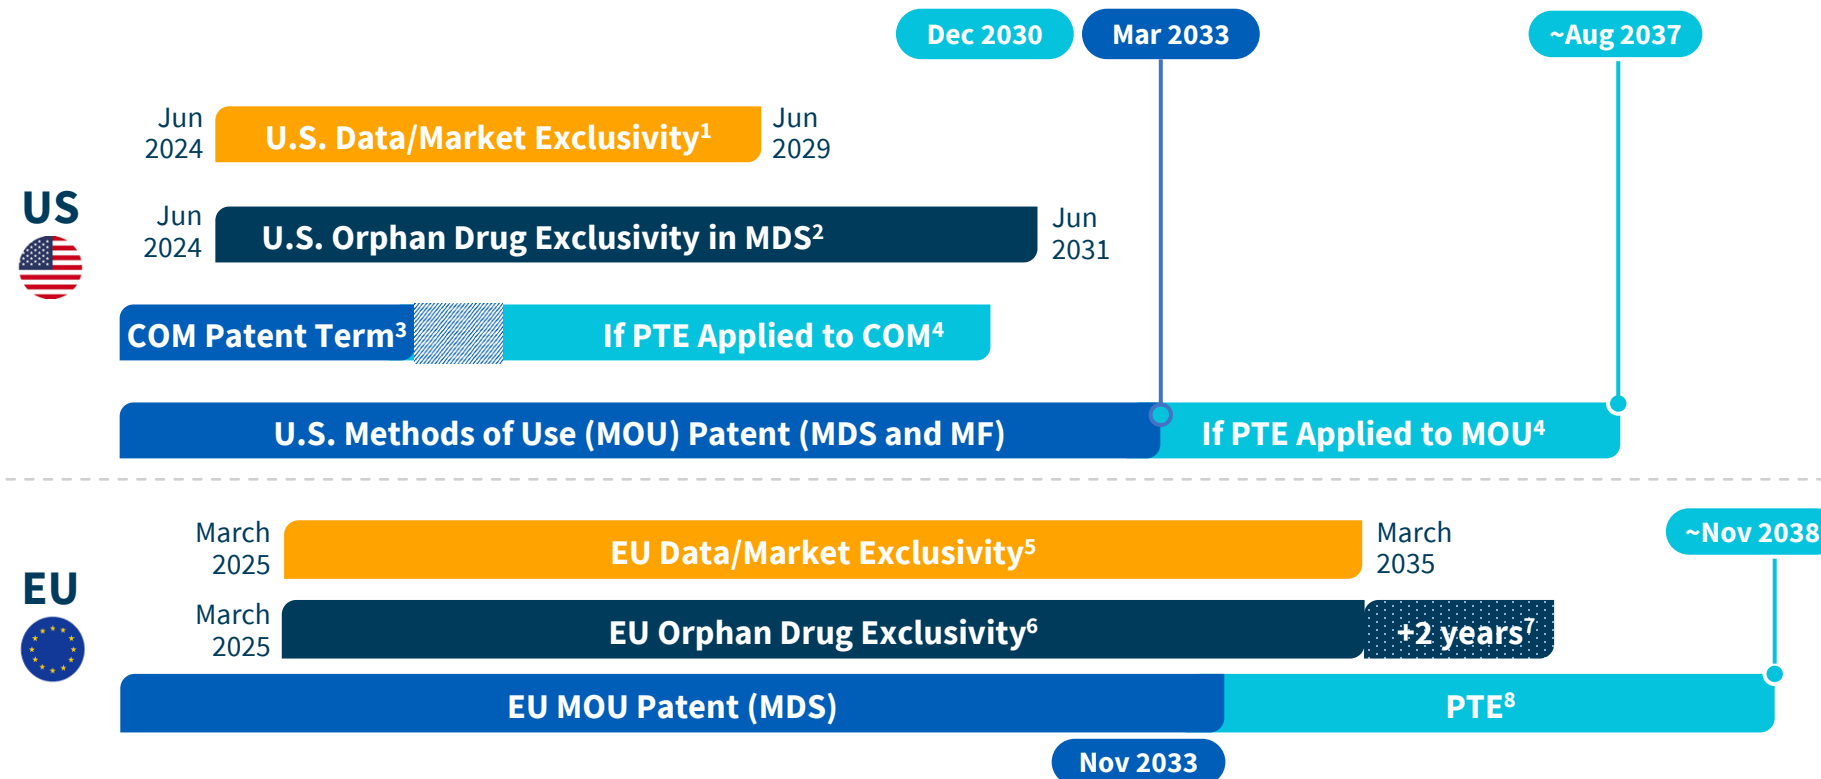 Dec 2030
Mar 2033
~Aug 2037
Jun
2024
U.S. Data/Market Exclusivity¹
Jun
2029
US
Jun
2024
U.S. Orphan Drug Exclusivity in MDS²
Jun
2031
COM Patent Term³
If PTE Applied to COM⁴
U.S. Methods of Use (MOU) Patent (MDS and MF)
If PTE Applied to MOU⁴
March
2025
EU Data/Market Exclusivity⁵
March
2035
~Nov 2038
EU
March
2025
EU Orphan Drug Exclusivity⁶
+2 years⁷
EU MOU Patent (MDS)
PTE⁸
Nov 2033